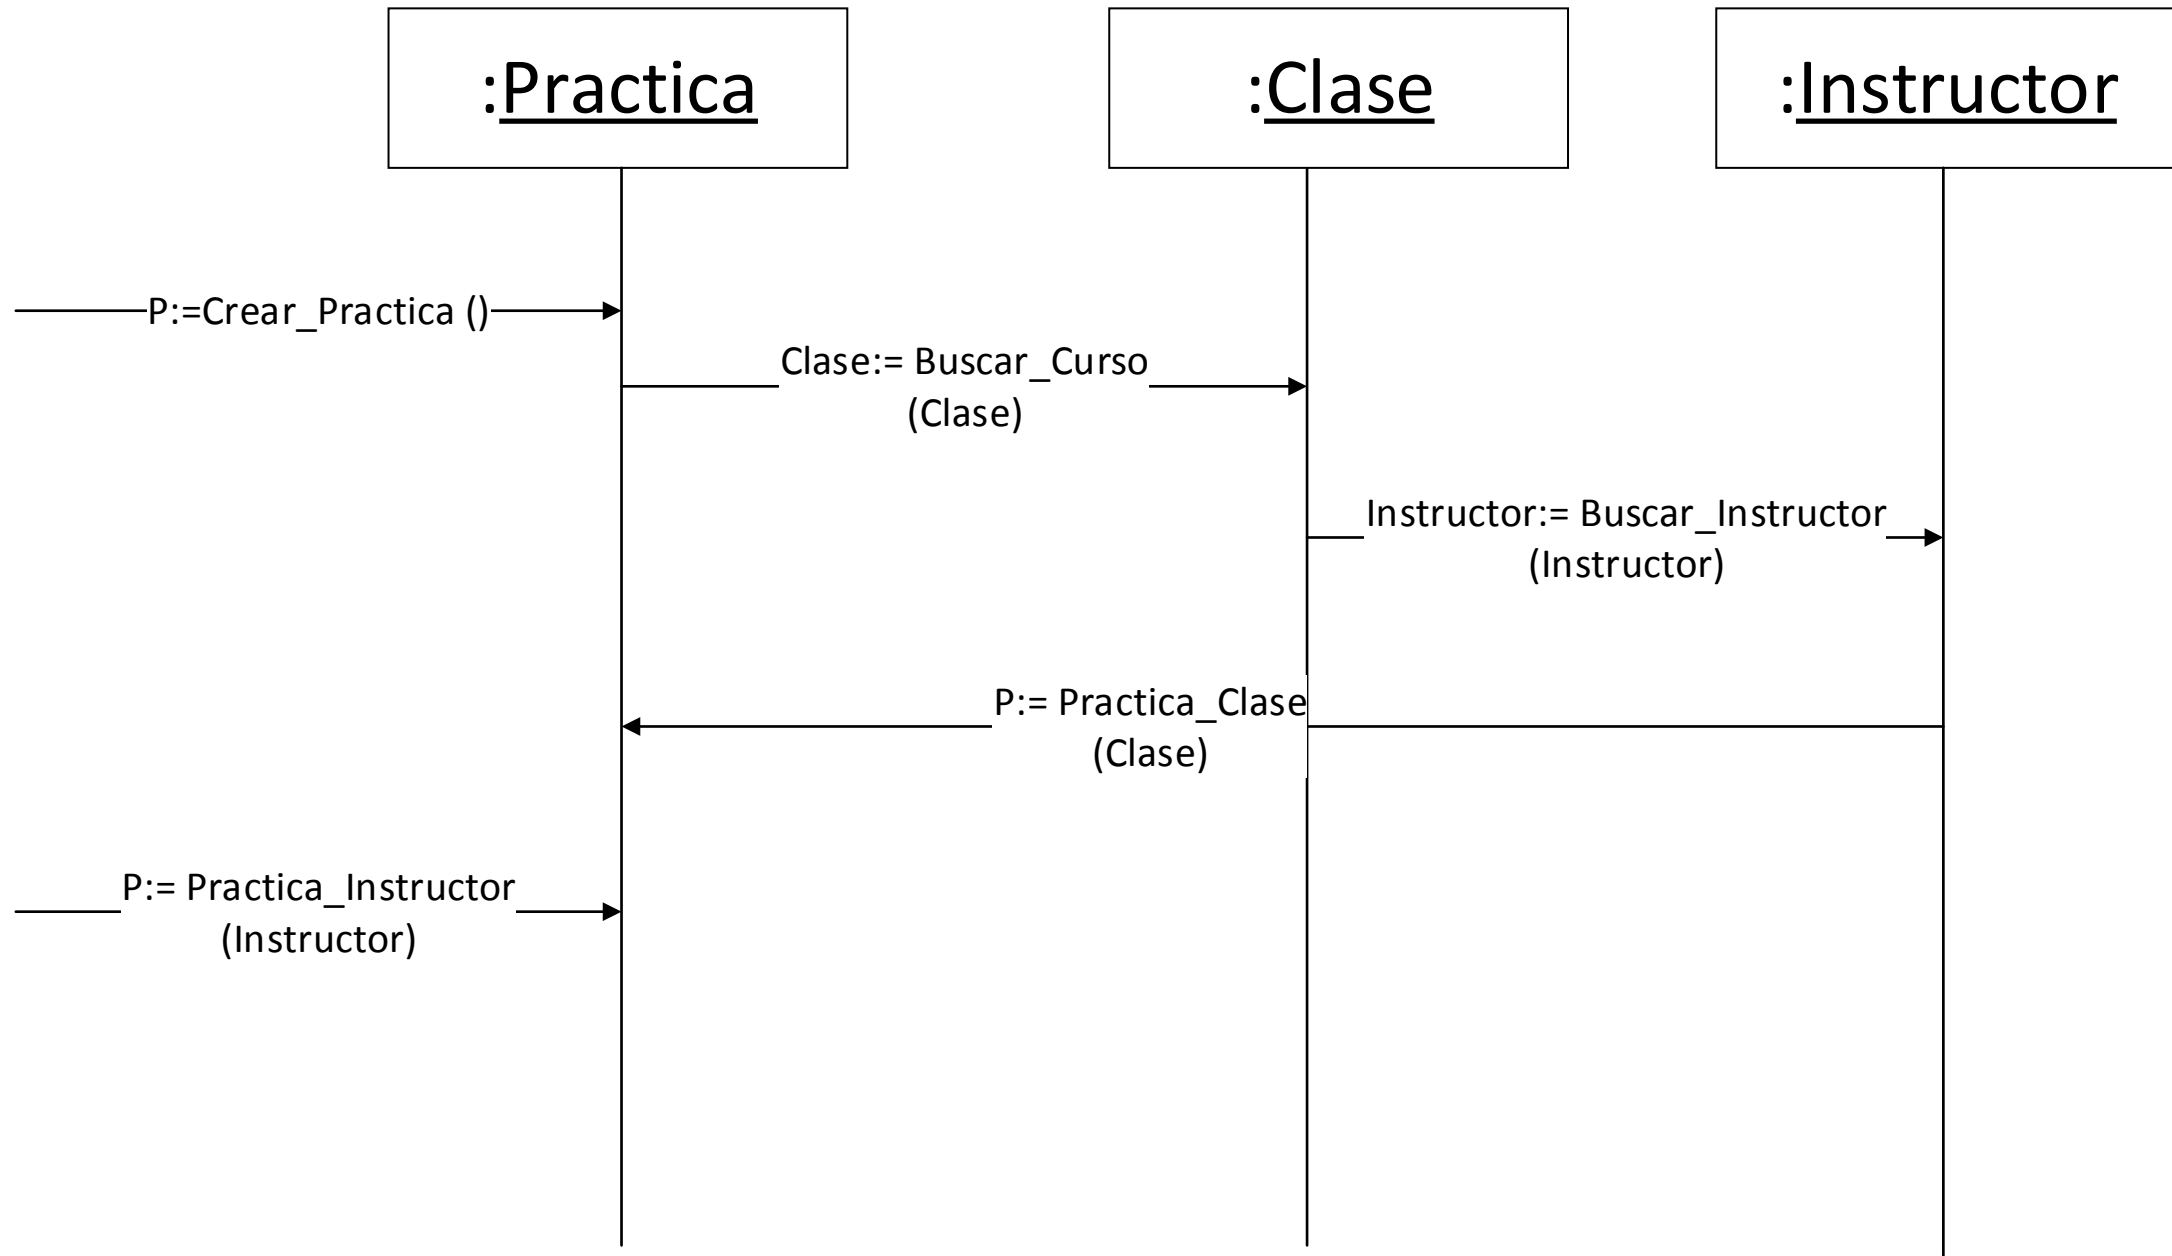 :Practica
:Clase
:Instructor
P:=Crear_Practica ()
Clase:= Buscar_Curso
(Clase)
Instructor:= Buscar_Instructor
(Instructor)
P:= Practica_Clase
(Clase)
P:= Practica_Instructor
(Instructor)